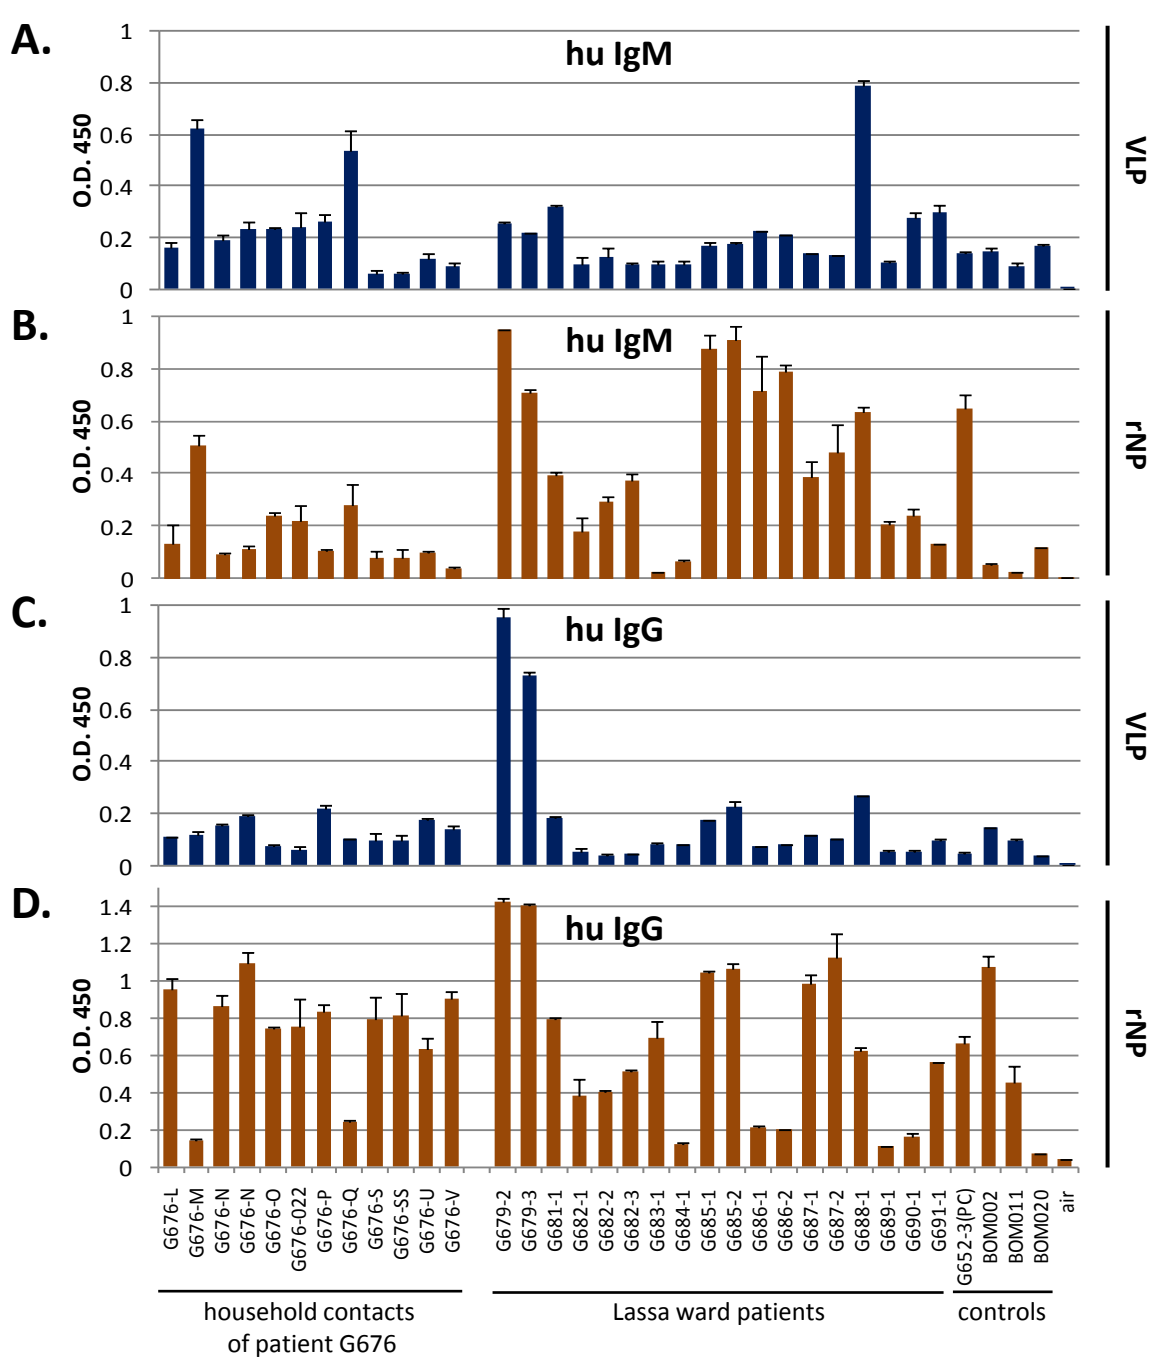 A.
hu IgM
O.D. 450
1
0.8
0.6
0.4
0.2
0
VLP
B.
hu IgM
O.D. 450
1
0.8
0.6
0.4
0.2
0
rNP
C.
hu IgG
O.D. 450
1
0.8
0.6
0.4
0.2
0
VLP
D.
hu IgG
O.D. 450
1.4
1.2
1
0.8
0.6
0.4
0.2
0
rNP
G676-L
G676-M
G676-N
G676-N
G676-O
G676-022
G676-P
G676-Q
G676-S
G676-SS
G676-U
G676-V
G679-2
G679-3
G681-1
G682-1
G682-2
G682-3
G683-1
G684-1
G685-1
G685-2
G686-1
G686-2
G687-1
G687-2
G688-1
G689-1
G690-1
G691-1
G652-3(PC)
BOM002
BOM011
BOM020
air
household contacts
of patient G676
Lassa ward patients
controls